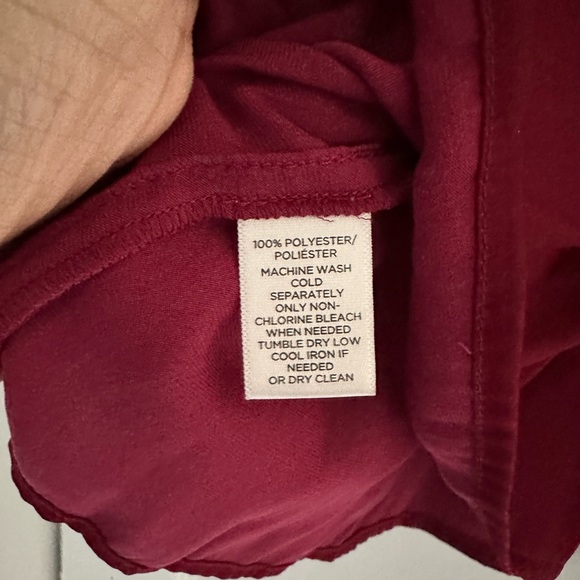 100% POLYESTER/
POLIÉSTER
MACHINE WASH
COLD
SEPARATELY
ONLY NON-
CHLORINE BLEACH
WHEN NEEDED
TUMBLE DRY LOW
COOL IRON IF
NEEDED
OR DRY CLEAN